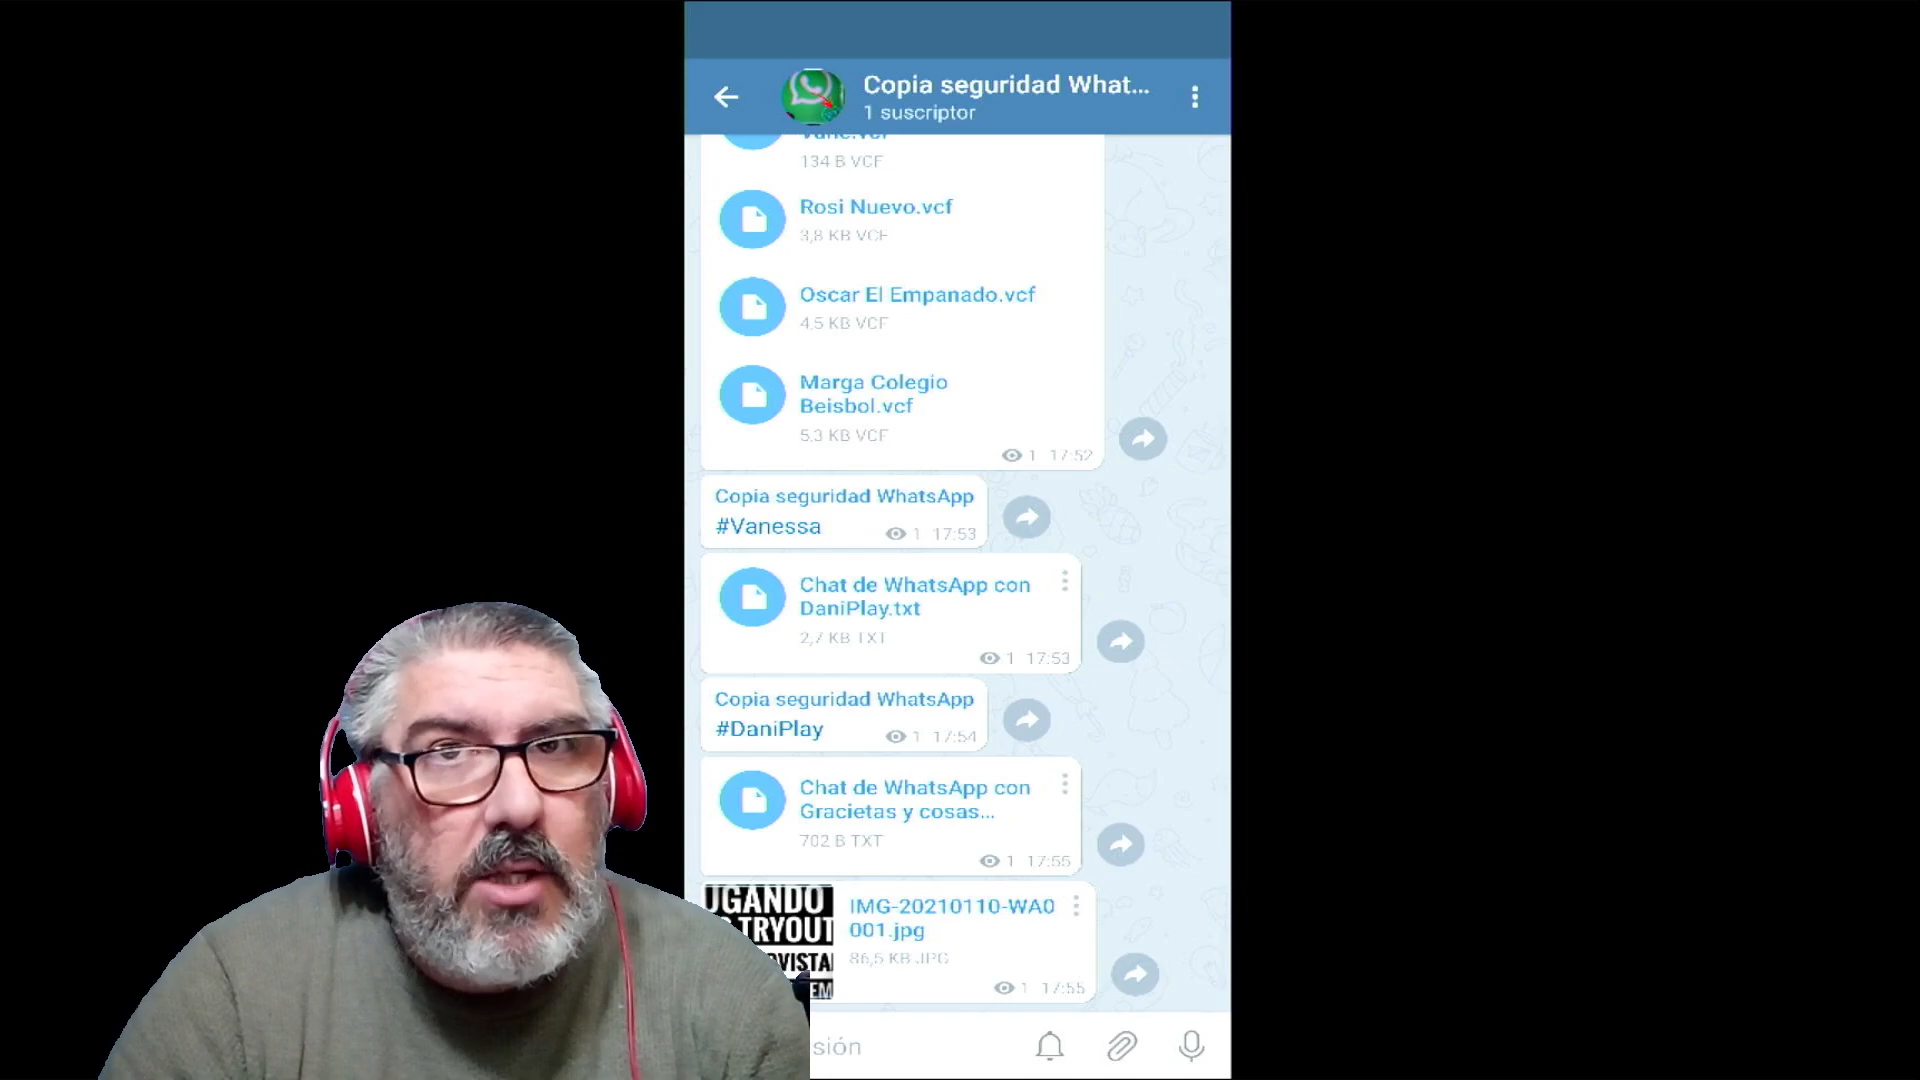 Copia seguridad What...
1 suscriptor
Vane.vcf
134 B VCF
Rosi Nuevo.vcf
3,8 KB VCF
Oscar El Empanado.vcf
4,5 KB VCF
Marga Colegio
Beisbol.vcf
5,3 KB VCF
1 17:52
Copia seguridad WhatsApp
#Vanessa
1 17:53
Chat de WhatsApp con
DaniPlay.txt
2,7 KB TXT
1 17:53
Copia seguridad WhatsApp
#DaniPlay
1 17:54
Chat de WhatsApp con
Gracietas y cosas...
702 B TXT
1 17:55
UGANDO
TRYOUT
VISTA
EM
IMG-20210110-WA0
001.jpg
86,5 KB JPG
1 17:55
sión